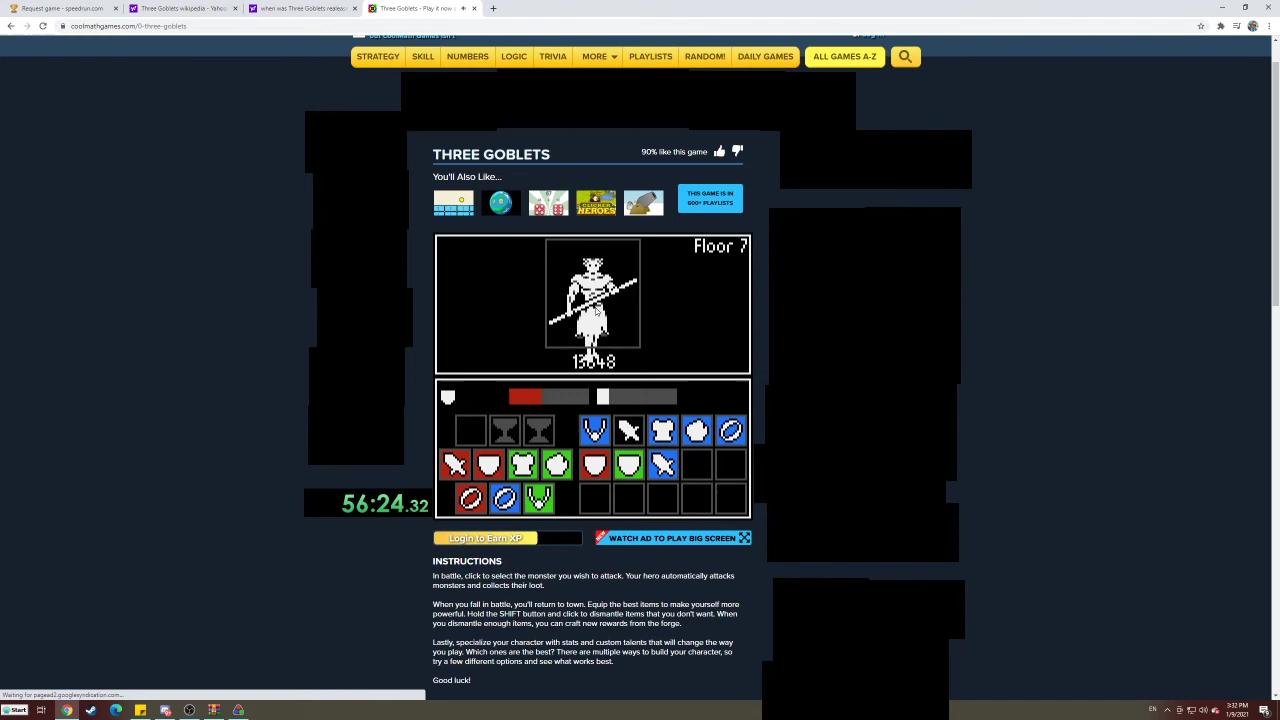 Request game - speedrun.com
Three Goblets wikipedia - Yahoo
when was Three Goblets realeas
Three Goblets - Play it now
coolmathgames.com/0-three-goblets
But CoolMath Games Isn't
STRATEGY SKILL NUMBERS LOGIC TRIVIA MORE PLAYLISTS RANDOM! DAILY GAMES ALL GAMES A-Z
THREE GOBLETS
90% like this game
You'll Also Like...
CLICKER
HEROES
THIS GAME IS IN
600+ PLAYLISTS
Floor 7
13648
56:24.32
Login to Earn XP
NEW
WATCH AD TO PLAY BIG SCREEN
INSTRUCTIONS
In battle, click to select the monster you wish to attack. Your hero automatically attacks
monsters and collects their loot.
When you fall in battle, you'll return to town. Equip the best items to make yourself more
powerful. Hold the SHIFT button and click to dismantle items that you don't want. When
you dismantle enough items, you can craft new rewards from the forge.
Lastly, specialize your character with stats and custom talents that will change the way
you play. Which ones are the best? There are multiple ways to build your character, so
try a few different options and see what works best.
Good luck!
Waiting for pagead2.googlesyndication.com...
Start
EN
3:32 PM
1/9/2021